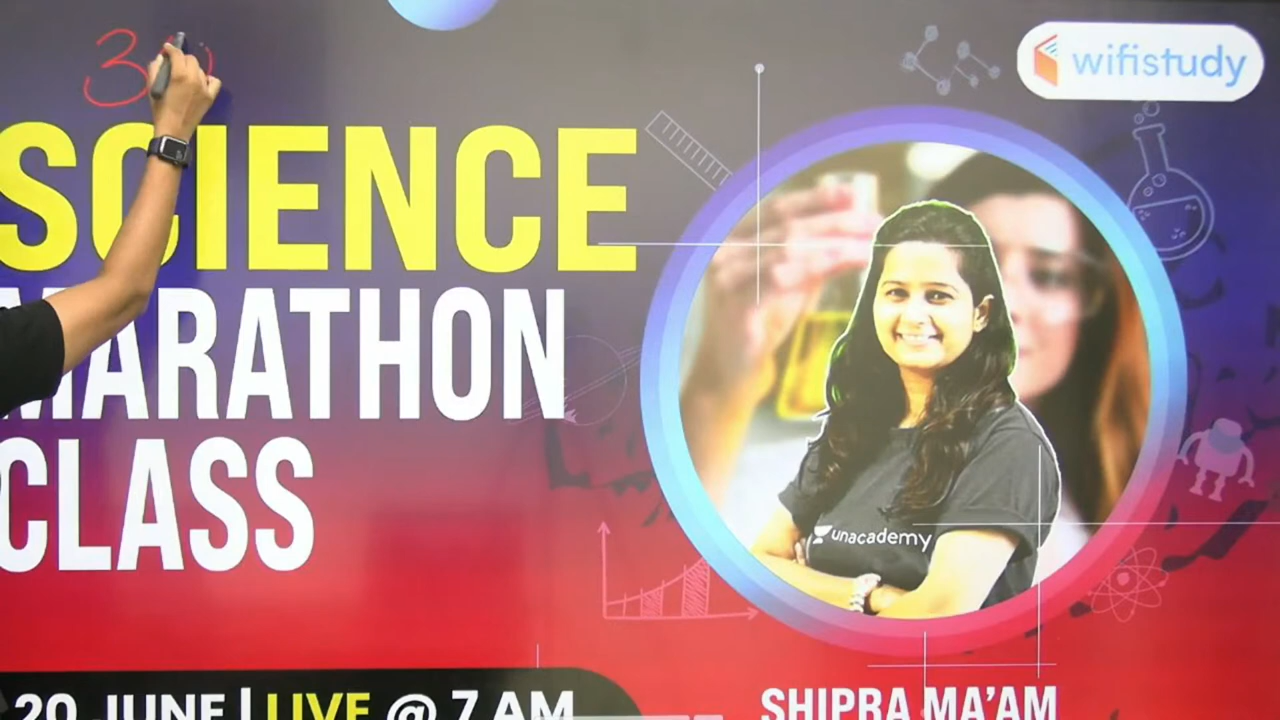 wifistudy
SCIENCE
MARATHON
CLASS
unacademy
20 JUNE | LIVE @ 7 AM
SHIPRA MA'AM